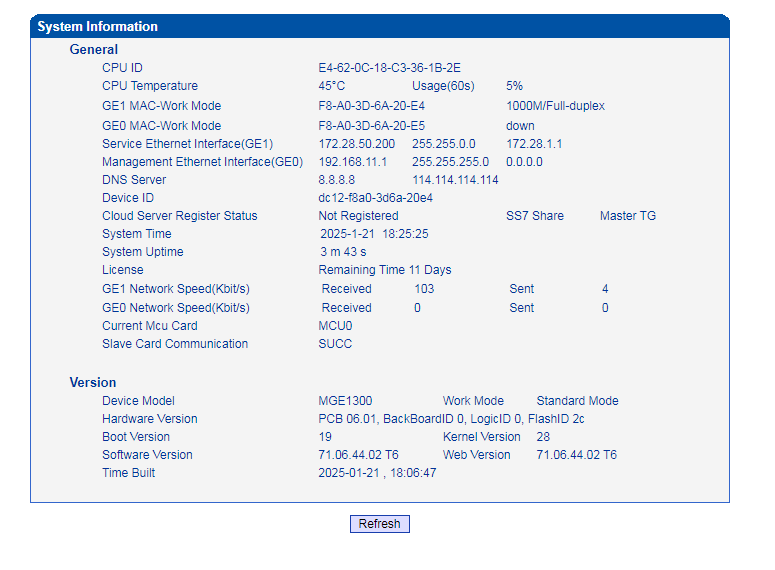 System Information
General
CPU ID E4-62-0C-18-C3-36-1B-2E
CPU Temperature 45°C Usage(60s) 5%
GE1 MAC-Work Mode F8-A0-3D-6A-20-E4 1000M/Full-duplex
GE0 MAC-Work Mode F8-A0-3D-6A-20-E5 down
Service Ethernet Interface(GE1) 172.28.50.200 255.255.0.0 172.28.1.1
Management Ethernet Interface(GE0) 192.168.11.1 255.255.255.0 0.0.0.0
DNS Server 8.8.8.8 114.114.114.114
Device ID dc12-f8a0-3d6a-20e4
Cloud Server Register Status Not Registered SS7 Share Master TG
System Time 2025-1-21 18:25:25
System Uptime 3 m 43 s
License Remaining Time 11 Days
GE1 Network Speed(Kbit/s) Received 103 Sent 4
GE0 Network Speed(Kbit/s) Received 0 Sent 0
Current Mcu Card MCU0
Slave Card Communication SUCC
Version
Device Model MGE1300 Work Mode Standard Mode
Hardware Version PCB 06.01, BackBoardID 0, LogicID 0, FlashID 2c
Boot Version 19 Kernel Version 28
Software Version 71.06.44.02 T6 Web Version 71.06.44.02 T6
Time Built 2025-01-21 , 18:06:47
Refresh